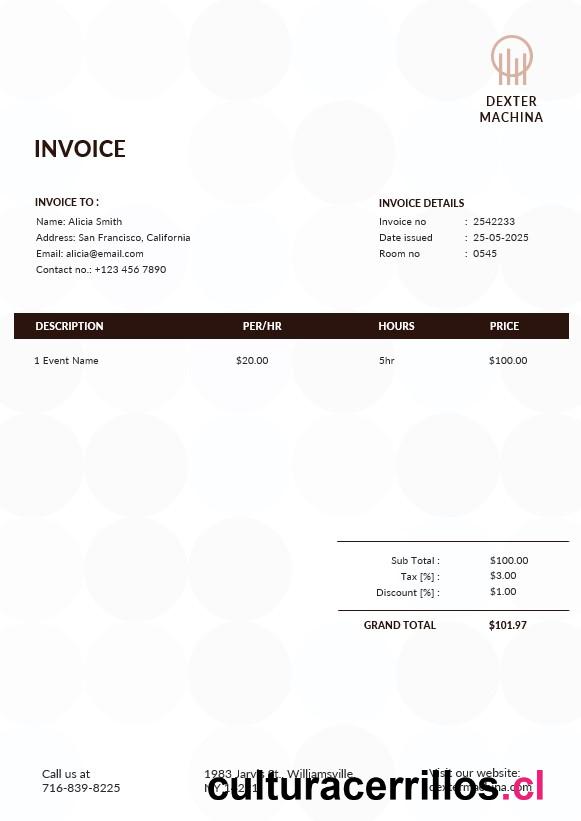 DEXTER
MACHINA
INVOICE
INVOICE TO :
Name: Alicia Smith
Address: San Francisco, California
Email: alicia@email.com
Contact no.: +123 456 7890
INVOICE DETAILS
Invoice no : 2542233
Date issued : 25-05-2025
Room no : 0545
DESCRIPTION PER/HR HOURS PRICE
1 Event Name $20.00 5hr $100.00
Sub Total : $100.00
Tax [%] : $3.00
Discount [%] : $1.00
GRAND TOTAL $101.97
Call us at
716-839-8225
1983 Jarvis St, Williamsville
NY
Visit our website:
dextermachina.com
culturacerrillos.cl